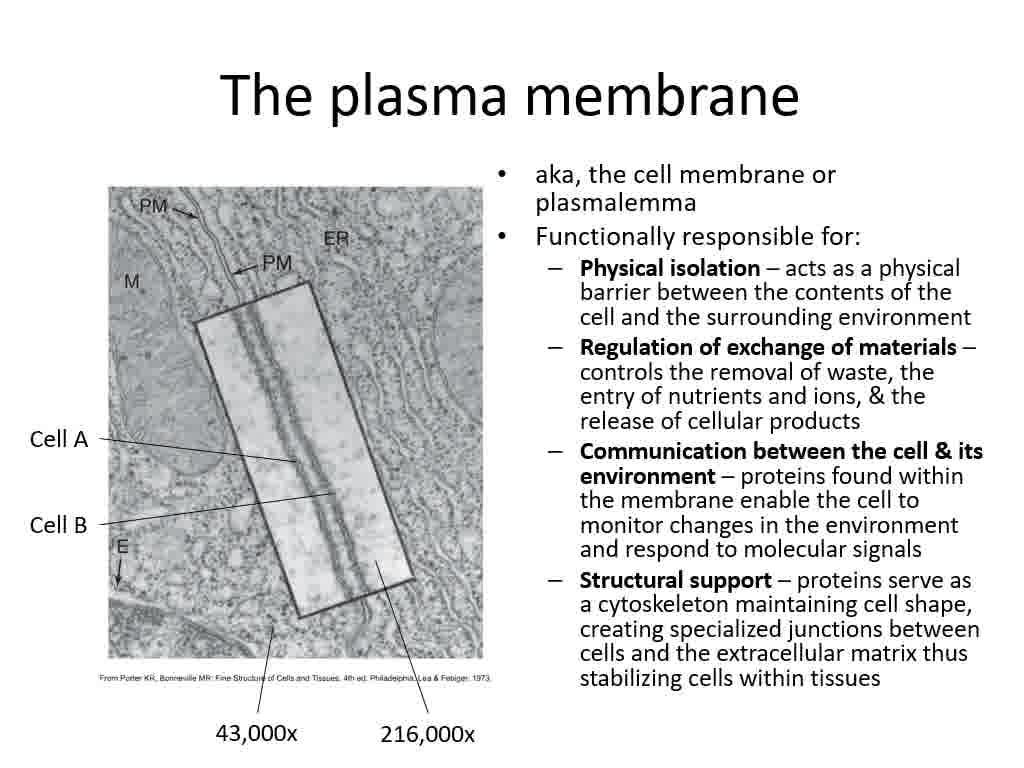 The plasma membrane
• aka, the cell membrane or
plasmalemma
• Functionally responsible for:
– Physical isolation – acts as a physical
barrier between the contents of the
cell and the surrounding environment
– Regulation of exchange of materials –
controls the removal of waste, the
entry of nutrients and ions, & the
release of cellular products
– Communication between the cell & its
environment – proteins found within
the membrane enable the cell to
monitor changes in the environment
and respond to molecular signals
– Structural support – proteins serve as
a cytoskeleton maintaining cell shape,
creating specialized junctions between
cells and the extracellular matrix thus
stabilizing cells within tissues
PM
ER
PM
M
Cell A
Cell B
E
From Porter KR, Bonneville MR: Fine Structure of Cells and Tissues, 4th ed. Philadelphia, Lea & Febiger, 1973.
43,000x
216,000x